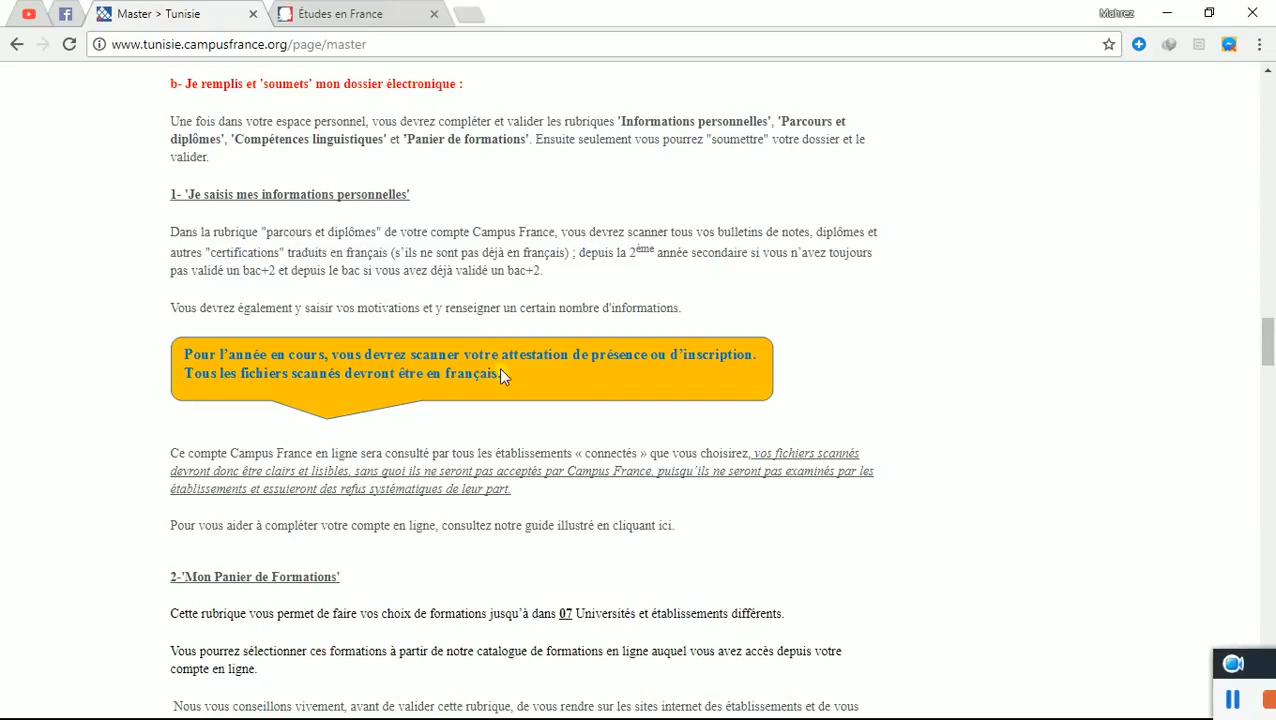 Master > Tunisie
Études en France
Mahrez
www.tunisie.campusfrance.org/page/master
b- Je remplis et 'soumets' mon dossier électronique :
Une fois dans votre espace personnel, vous devrez compléter et valider les rubriques 'Informations personnelles', 'Parcours et
diplômes', 'Compétences linguistiques' et 'Panier de formations'. Ensuite seulement vous pourrez "soumettre" votre dossier et le
valider.
1- 'Je saisis mes informations personnelles'
Dans la rubrique "parcours et diplômes" de votre compte Campus France, vous devrez scanner tous vos bulletins de notes, diplômes et
autres "certifications" traduits en français (s’ils ne sont pas déjà en français) ; depuis la 2ème année secondaire si vous n’avez toujours
pas validé un bac+2 et depuis le bac si vous avez déjà validé un bac+2.
Vous devrez également y saisir vos motivations et y renseigner un certain nombre d'informations.
Pour l’année en cours, vous devrez scanner votre attestation de présence ou d’inscription.
Tous les fichiers scannés devront être en français.
Ce compte Campus France en ligne sera consulté par tous les établissements « connectés » que vous choisirez, vos fichiers scannés
devront donc être clairs et lisibles, sans quoi ils ne seront pas acceptés par Campus France, puisqu’ils ne seront pas examinés par les
établissements et essuieront des refus systématiques de leur part.
Pour vous aider à compléter votre compte en ligne, consultez notre guide illustré en cliquant ici.
2-'Mon Panier de Formations'
Cette rubrique vous permet de faire vos choix de formations jusqu’à dans 07 Universités et établissements différents.
Vous pourrez sélectionner ces formations à partir de notre catalogue de formations en ligne auquel vous avez accès depuis votre
compte en ligne.
Nous vous conseillons vivement, avant de valider cette rubrique, de vous rendre sur les sites internet des établissements et de vous